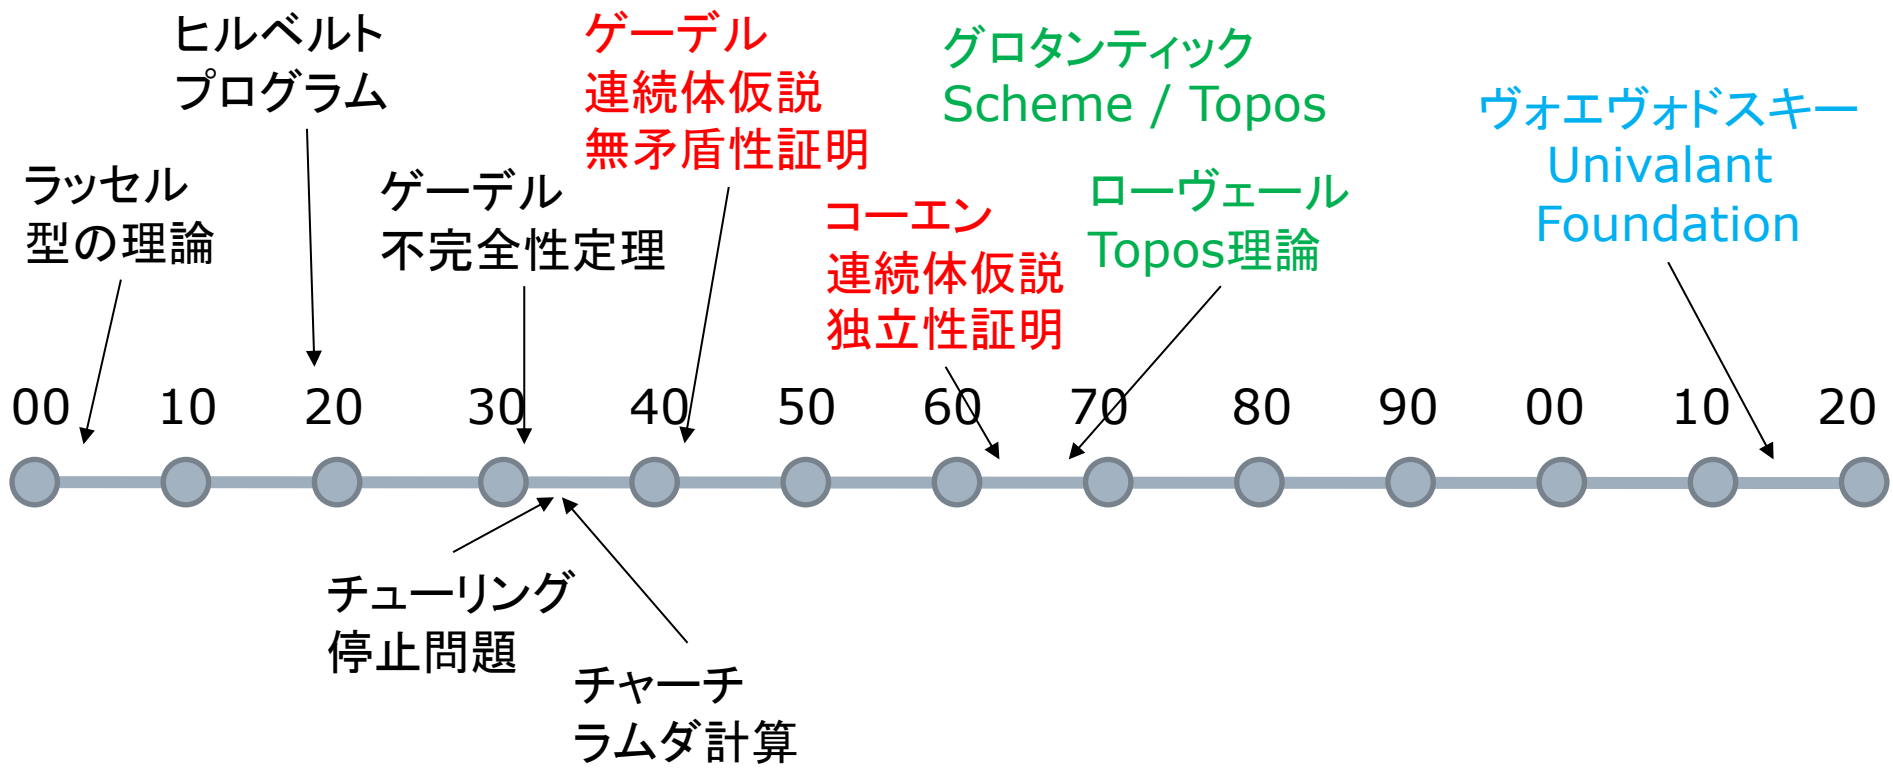 ヒルベルト
プログラム
ゲーデル
連続体仮説
無矛盾性証明
グロタンティック
Scheme / Topos
ヴォエヴォドスキー
Univalant
Foundation
ラッセル
型の理論
ゲーデル
不完全性定理
コーエン
連続体仮説
独立性証明
ローヴェール
Topos理論
00 10 20 30 40 50 60 70 80 90 00 10 20
チューリング
停止問題
チャーチ
ラムダ計算